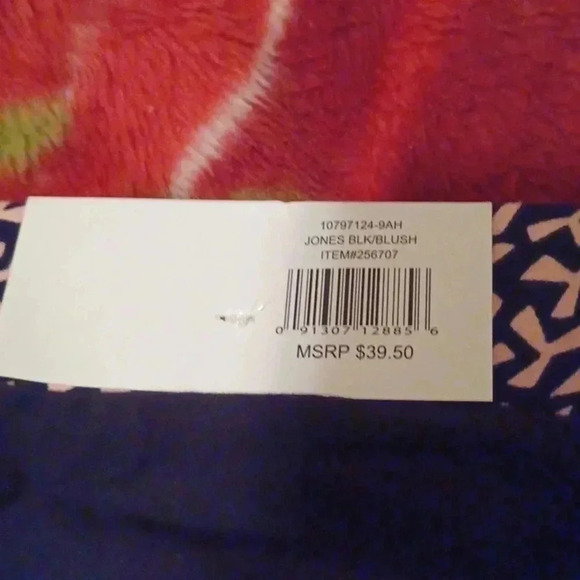 10797124-9AH
JONES BLK/BLUSH
ITEM#256707
0 91307 12885 6
MSRP $39.50